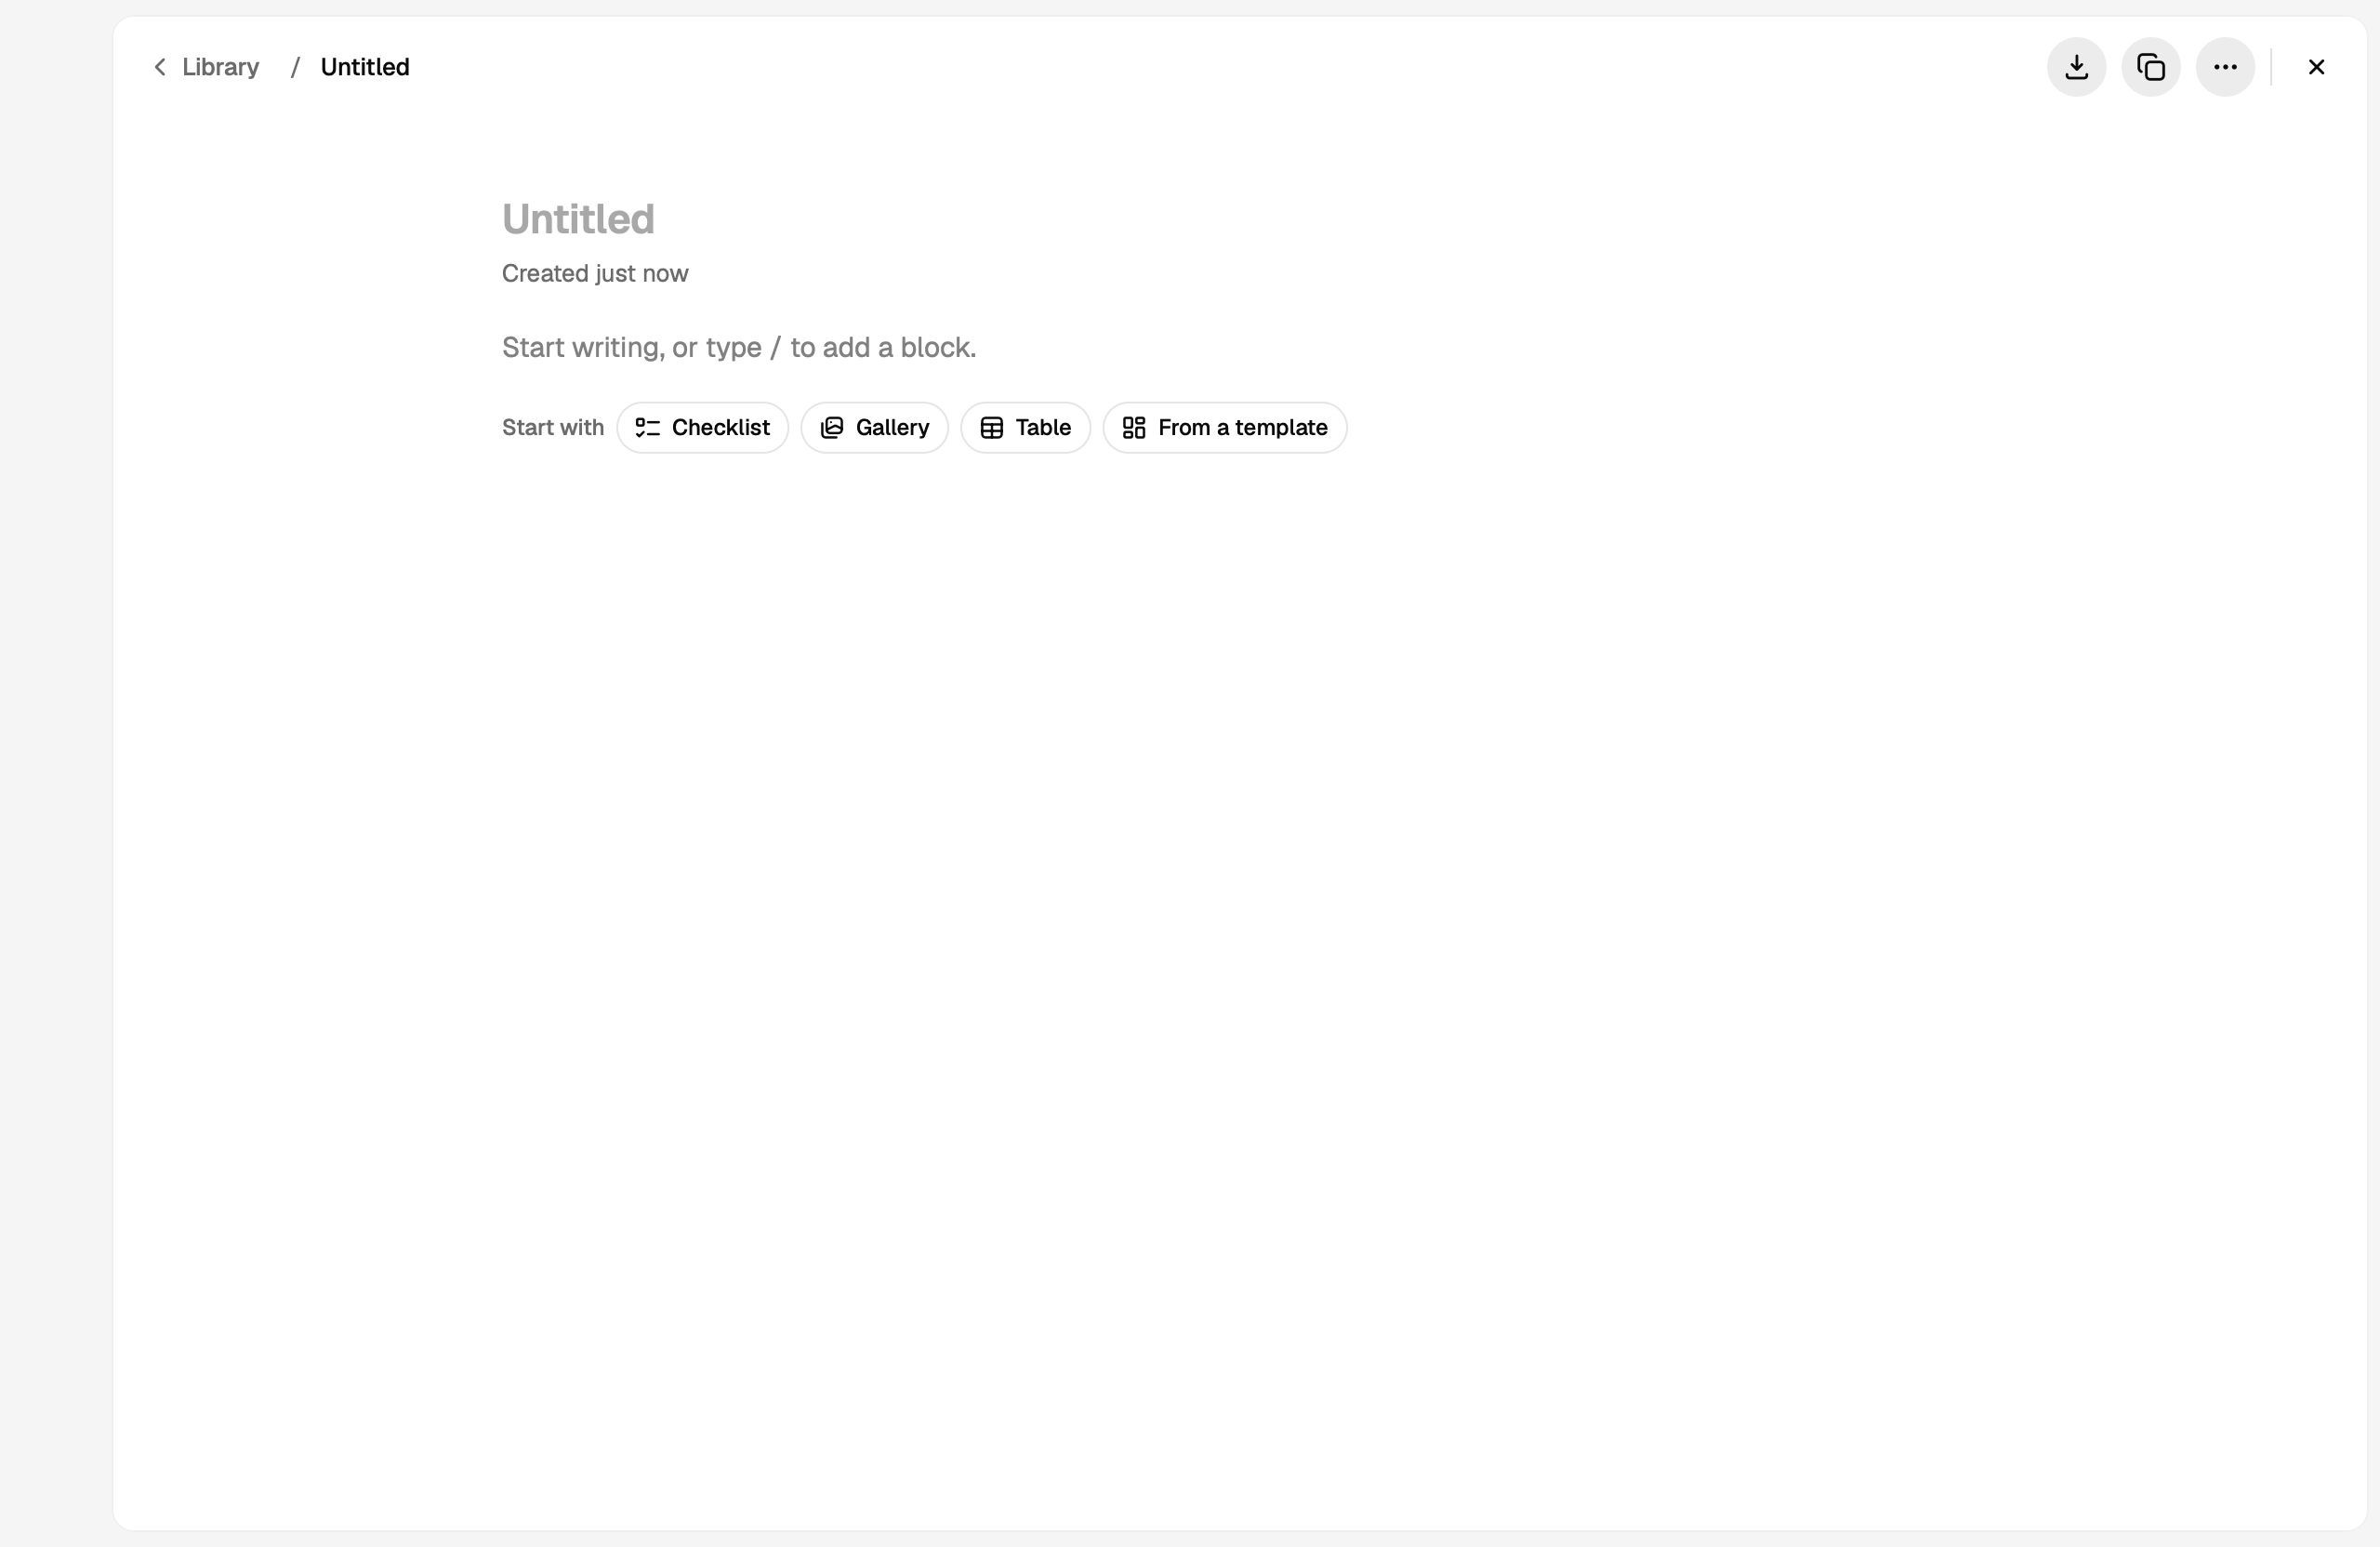 Library / Untitled
Untitled
Created just now
Start writing, or type / to add a block.
Start with Checklist Gallery Table From a template